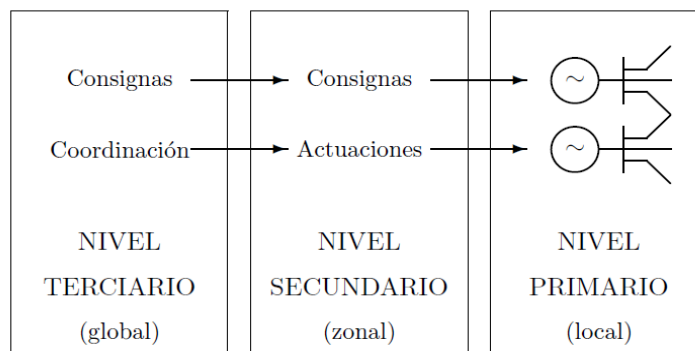 Consignas
Consignas
Coordinación
Actuaciones
NIVEL
TERCIARIO
(global)
NIVEL
SECUNDARIO
(zonal)
NIVEL
PRIMARIO
(local)